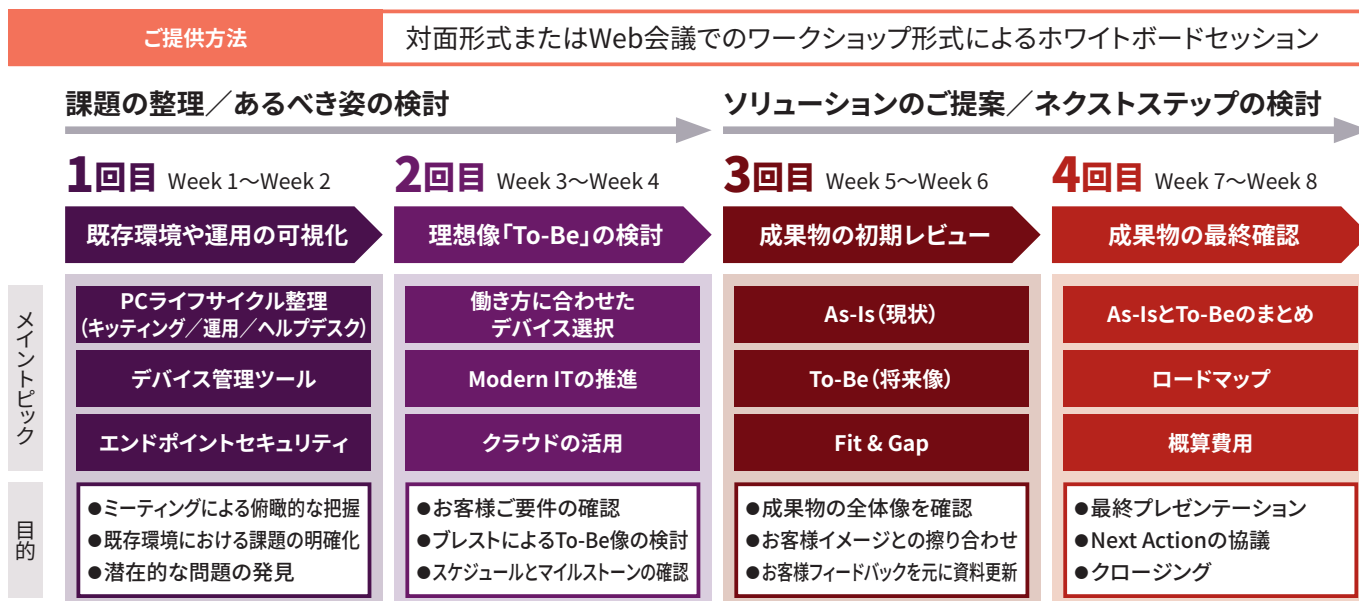 ご提供方法
対面形式またはWeb会議でのワークショップ形式によるホワイトボードセッション
課題の整理／あるべき姿の検討
ソリューションのご提案／ネクストステップの検討
1回目 Week 1～Week 2
2回目 Week 3～Week 4
3回目 Week 5～Week 6
4回目 Week 7～Week 8
既存環境や運用の可視化
理想像「To-Be」の検討
成果物の初期レビュー
成果物の最終確認
メイントピック
PCライフサイクル整理
（キッティング／運用／ヘルプデスク）
デバイス管理ツール
エンドポイントセキュリティ
働き方に合わせた
デバイス選択
Modern ITの推進
クラウドの活用
As-Is（現状）
To-Be（将来像）
Fit & Gap
As-IsとTo-Beのまとめ
ロードマップ
概算費用
目的
●ミーティングによる俯瞰的な把握
●既存環境における課題の明確化
●潜在的な問題の発見
●お客様ご要件の確認
●ブレストによるTo-Be像の検討
●スケジュールとマイルストーンの確認
●成果物の全体像を確認
●お客様イメージとの擦り合わせ
●お客様フィードバックを元に資料更新
●最終プレゼンテーション
●Next Actionの協議
●クロージング